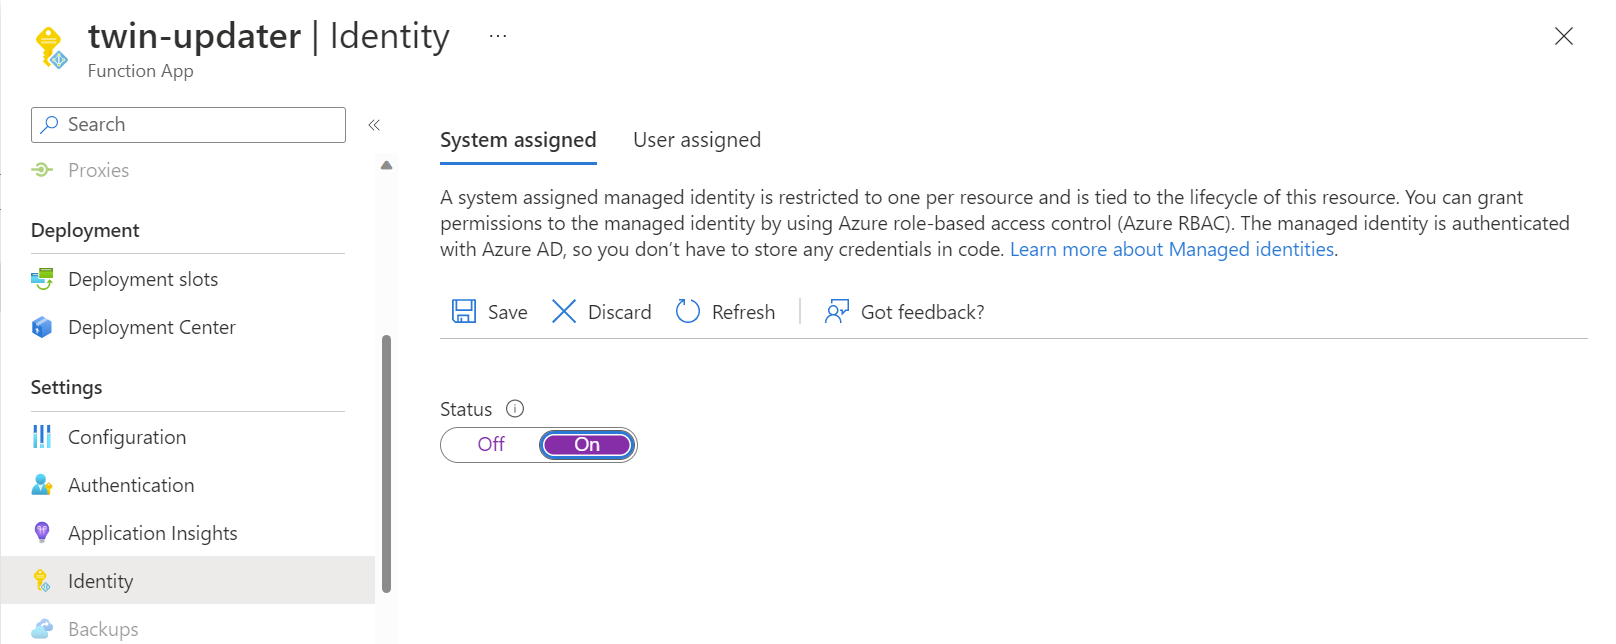 twin-updater | Identity ...
Function App
Search
«
Proxies
Deployment
Deployment slots
Deployment Center
Settings
Configuration
Authentication
Application Insights
Identity
Backups
System assigned
User assigned
A system assigned managed identity is restricted to one per resource and is tied to the lifecycle of this resource. You can grant
permissions to the managed identity by using Azure role-based access control (Azure RBAC). The managed identity is authenticated
with Azure AD, so you don’t have to store any credentials in code. Learn more about Managed identities.
Save Discard Refresh Got feedback?
Status
Off On